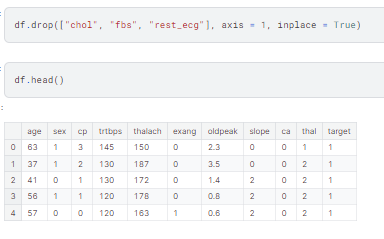 df.drop(["chol", "fbs", "rest_ecg"], axis = 1, inplace = True)
df.head()
age sex cp trtbps thalach exang oldpeak slope ca thal target
0 63 1 3 145 150 0 2.3 0 0 1 1
1 37 1 2 130 187 0 3.5 0 0 2 1
2 41 0 1 130 172 0 1.4 2 0 2 1
3 56 1 1 120 178 0 0.8 2 0 2 1
4 57 0 0 120 163 1 0.6 2 0 2 1